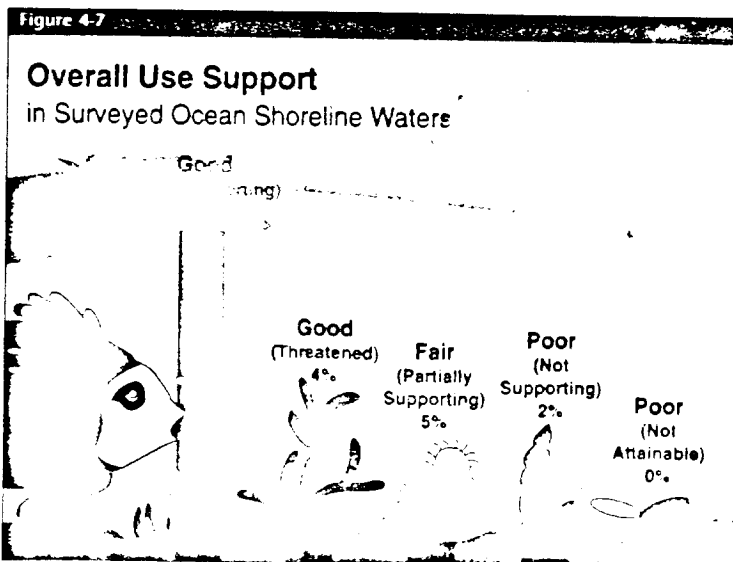 Figure 4-7
Overall Use Support
in Surveyed Ocean Shoreline Waters
Good
Good
(Threatened)
4%
Fair
(Partially
Supporting)
5%
Poor
(Not
Supporting)
2%
Poor
(Not
Attainable)
0%